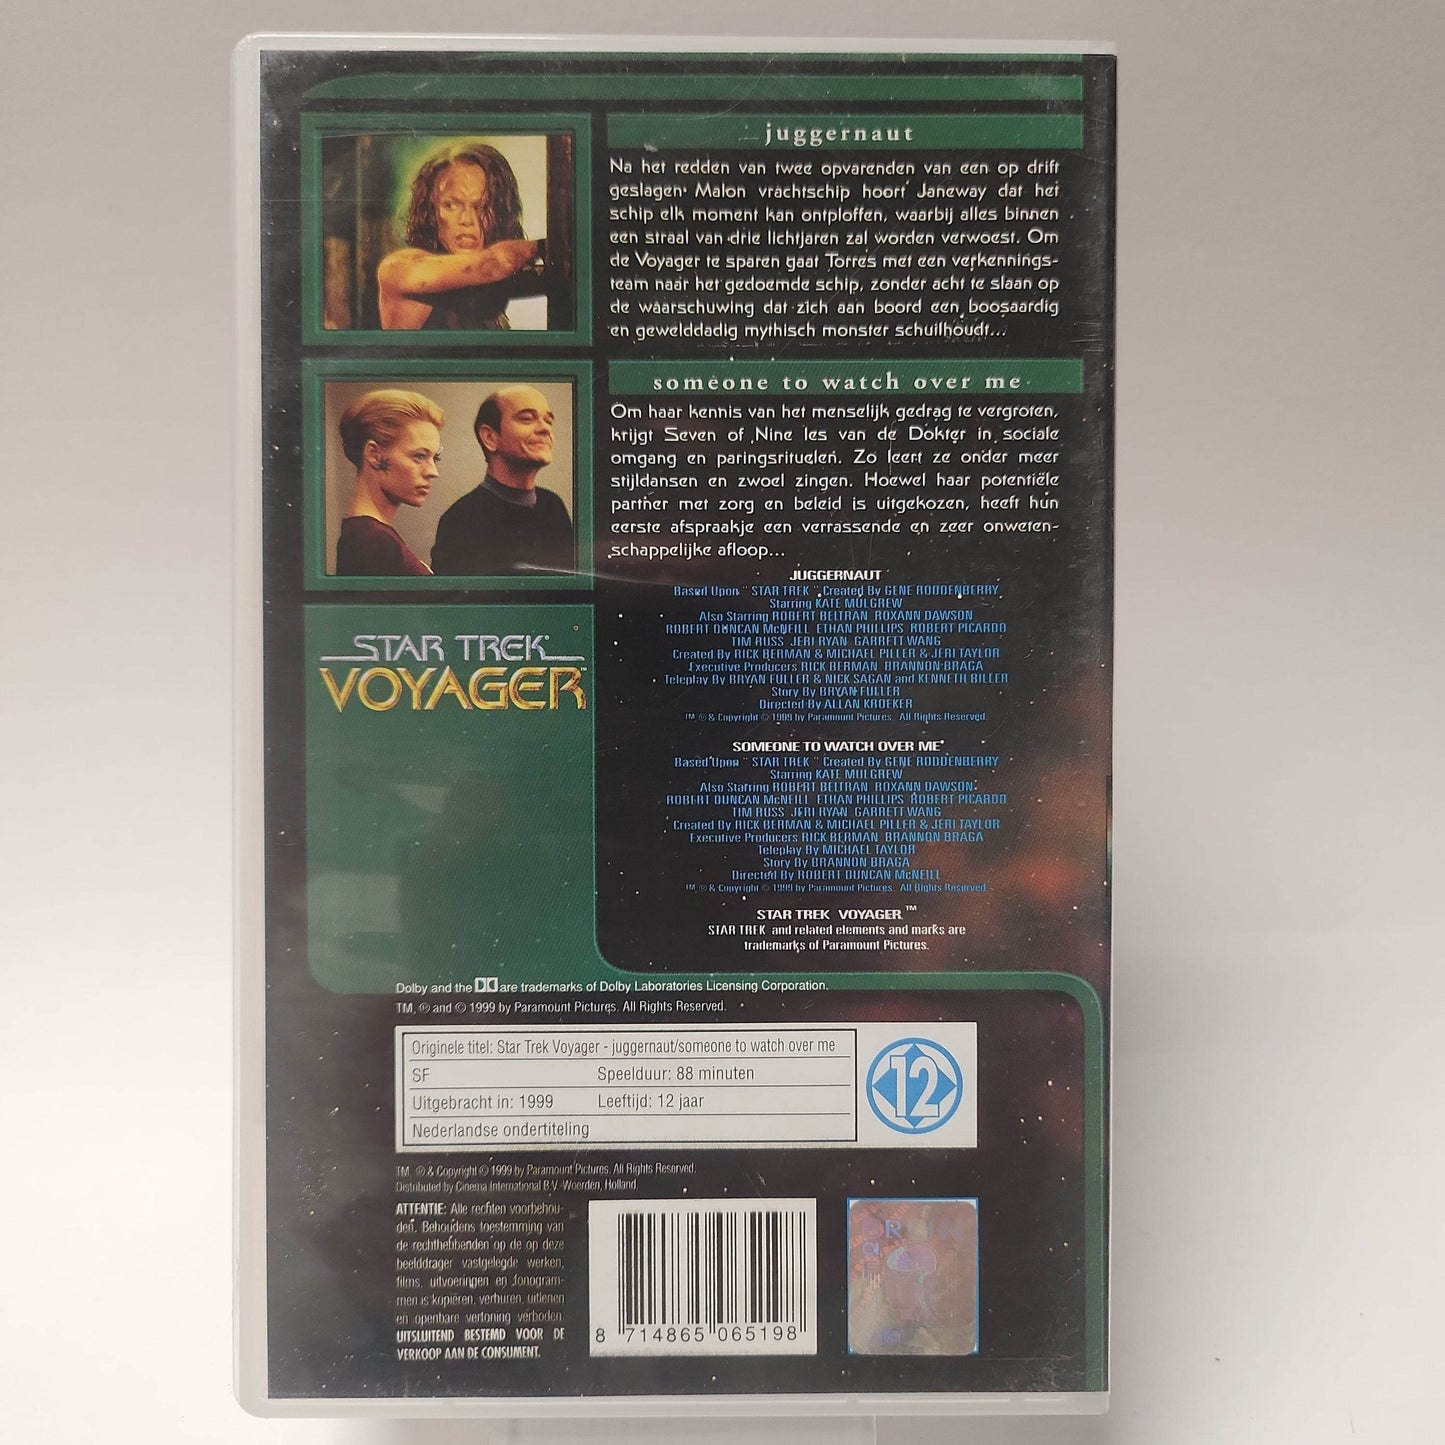 juggernaut
Na het redden van twee opvarenden van een op drift
geslagen Malon vrachtschip hoort Janeway dat het
schip elk moment kan ontploffen, waarbij alles binnen
een straal van drie lichtjaren zal worden verwoest. Om
de Voyager te sparen gaat Torres met een verkennings-
team naar het gedoemde schip, zonder acht te slaan op
de waarschuwing dat zich aan boord een boosaardig
en gewelddadig mythisch monster schuilhoudt...
someone to watch over me
Om haar kennis van het menselijk gedrag te vergroten,
krijgt Seven of Nine les van de Dokter in sociale
omgang en paringsrituelen. Zo leert ze onder meer
stijldansen en zwoel zingen. Hoewel haar potentiële
partner met zorg en beleid is uitgekozen, heeft hun
eerste afspraakje een verrassende en zeer onweten-
schappelijke afloop...
JUGGERNAUT
Based Upon " STAR TREK " Created By GENE RODDENBERRY
Starring KATE MULGREW
Also Starring ROBERT BELTRAN ROXANN DAWSON
ROBERT DUNCAN McNEILL ETHAN PHILLIPS ROBERT PICARDO
TIM RUSS JERI RYAN GARRETT WANG
Created By RICK BERMAN & MICHAEL PILLER & JERI TAYLOR
Executive Producers RICK BERMAN BRANNON BRAGA
Teleplay By BRYAN FULLER & NICK SAGAN and KENNETH BILLER
Story By BRYAN FULLER
Directed By ALLAN KROEKER
TM ® & Copyright © 1999 by Paramount Pictures. All Rights Reserved.
STAR TREK
VOYAGER™
SOMEONE TO WATCH OVER ME
Based Upon " STAR TREK " Created By GENE RODDENBERRY
Starring KATE MULGREW
Also Starring ROBERT BELTRAN ROXANN DAWSON
ROBERT DUNCAN McNEILL ETHAN PHILLIPS ROBERT PICARDO
TIM RUSS JERI RYAN GARRETT WANG
Created By RICK BERMAN & MICHAEL PILLER & JERI TAYLOR
Executive Producers RICK BERMAN BRANNON BRAGA
Teleplay By MICHAEL TAYLOR
Story By BRANNON BRAGA
Directed By ROBERT DUNCAN McNEILL
TM ® & Copyright © 1999 by Paramount Pictures. All Rights Reserved.
STAR TREK VOYAGER™
STAR TREK and related elements and marks are
trademarks of Paramount Pictures.
Dolby and the are trademarks of Dolby Laboratories Licensing Corporation.
TM, ® and © 1999 by Paramount Pictures. All Rights Reserved.
Originele titel: Star Trek Voyager - juggernaut/someone to watch over me
SF Speelduur: 88 minuten
Uitgebracht in: 1999 Leeftijd: 12 jaar
Nederlandse ondertiteling
12
TM. ® & Copyright © 1999 by Paramount Pictures. All Rights Reserved.
Distributed by Cinema International B.V. Woerden, Holland.
ATTENTIE: Alle rechten voorbehou-
den. Behoudens toestemming van
de rechthebbenden op de op deze
beelddrager vastgelegde werken,
films, uitvoeringen en fonogram-
men is kopiëren, verhuren, uitlenen
en openbare vertoning verboden.
UITSLUITEND BESTEMD VOOR DE
VERKOOP AAN DE CONSUMENT.
8 714865 065198